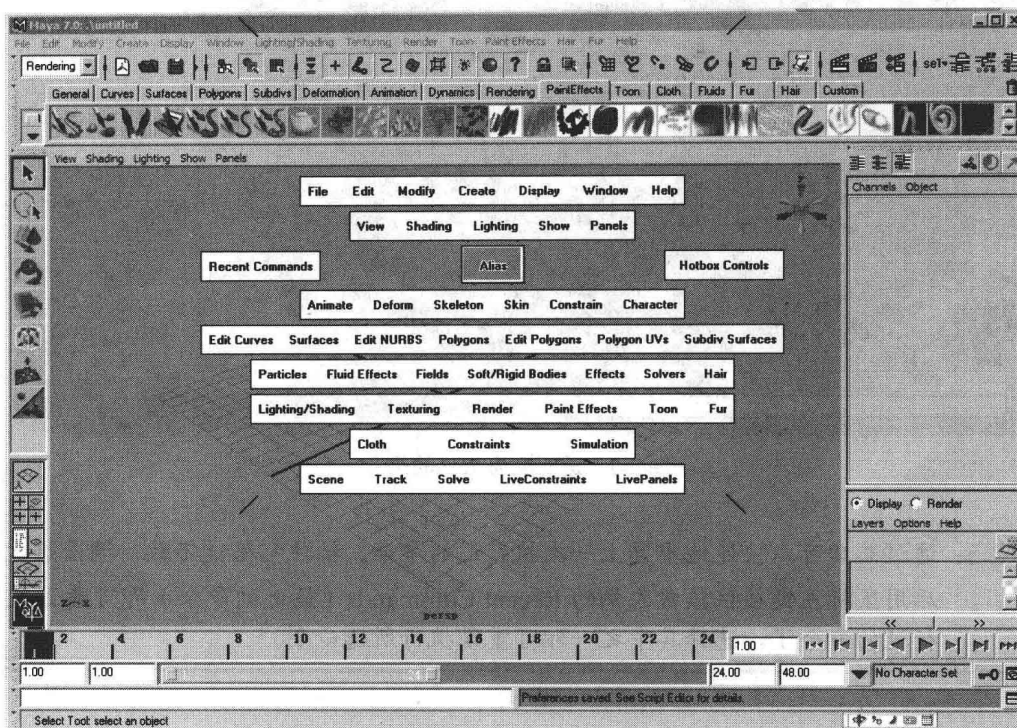 Maya 7.0: .\untitled
File Edit Modify Create Display Window Lighting/Shading Texturing Render Toon Paint Effects Hair Fur Help
Rendering
sel
General Curves Surfaces Polygons Subdivs Deformation Animation Dynamics Rendering PaintEffects Toon Cloth Fluids Fur Hair Custom
View Shading Lighting Show Panels
Channels Object
File Edit Modify Create Display Window Help
View Shading Lighting Show Panels
Recent Commands Alias Hotbox Controls
Animate Deform Skeleton Skin Constrain Character
Edit Curves Surfaces Edit NURBS Polygons Edit Polygons Polygon UVs Subdiv Surfaces
Particles Fluid Effects Fields Soft/Rigid Bodies Effects Solvers Hair
Lighting/Shading Texturing Render Paint Effects Toon Fur
Cloth Constraints Simulation
Scene Track Solve LiveConstraints LivePanels
Display Render
Layers Options Help
persp
<< >>
2 4 6 8 10 12 14 16 18 20 22 24 1.00
1.00 1.00 24.00 48.00 No Character Set
Preferences saved. See Script Editor for details.
Select Tool: select an object
中